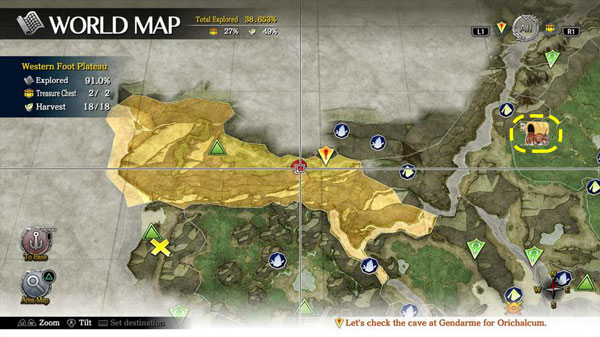 WORLD MAP
Total Explored 38.653%
27% 49%
L1 All R1
Western Foot Plateau
Explored 91.0%
Treasure Chest 2/ 2
Harvest 18/18
To Base
Area Map
N
W E
S
Zoom Tilt Set destination
Let's check the cave at Gendarme for Orichalcum.